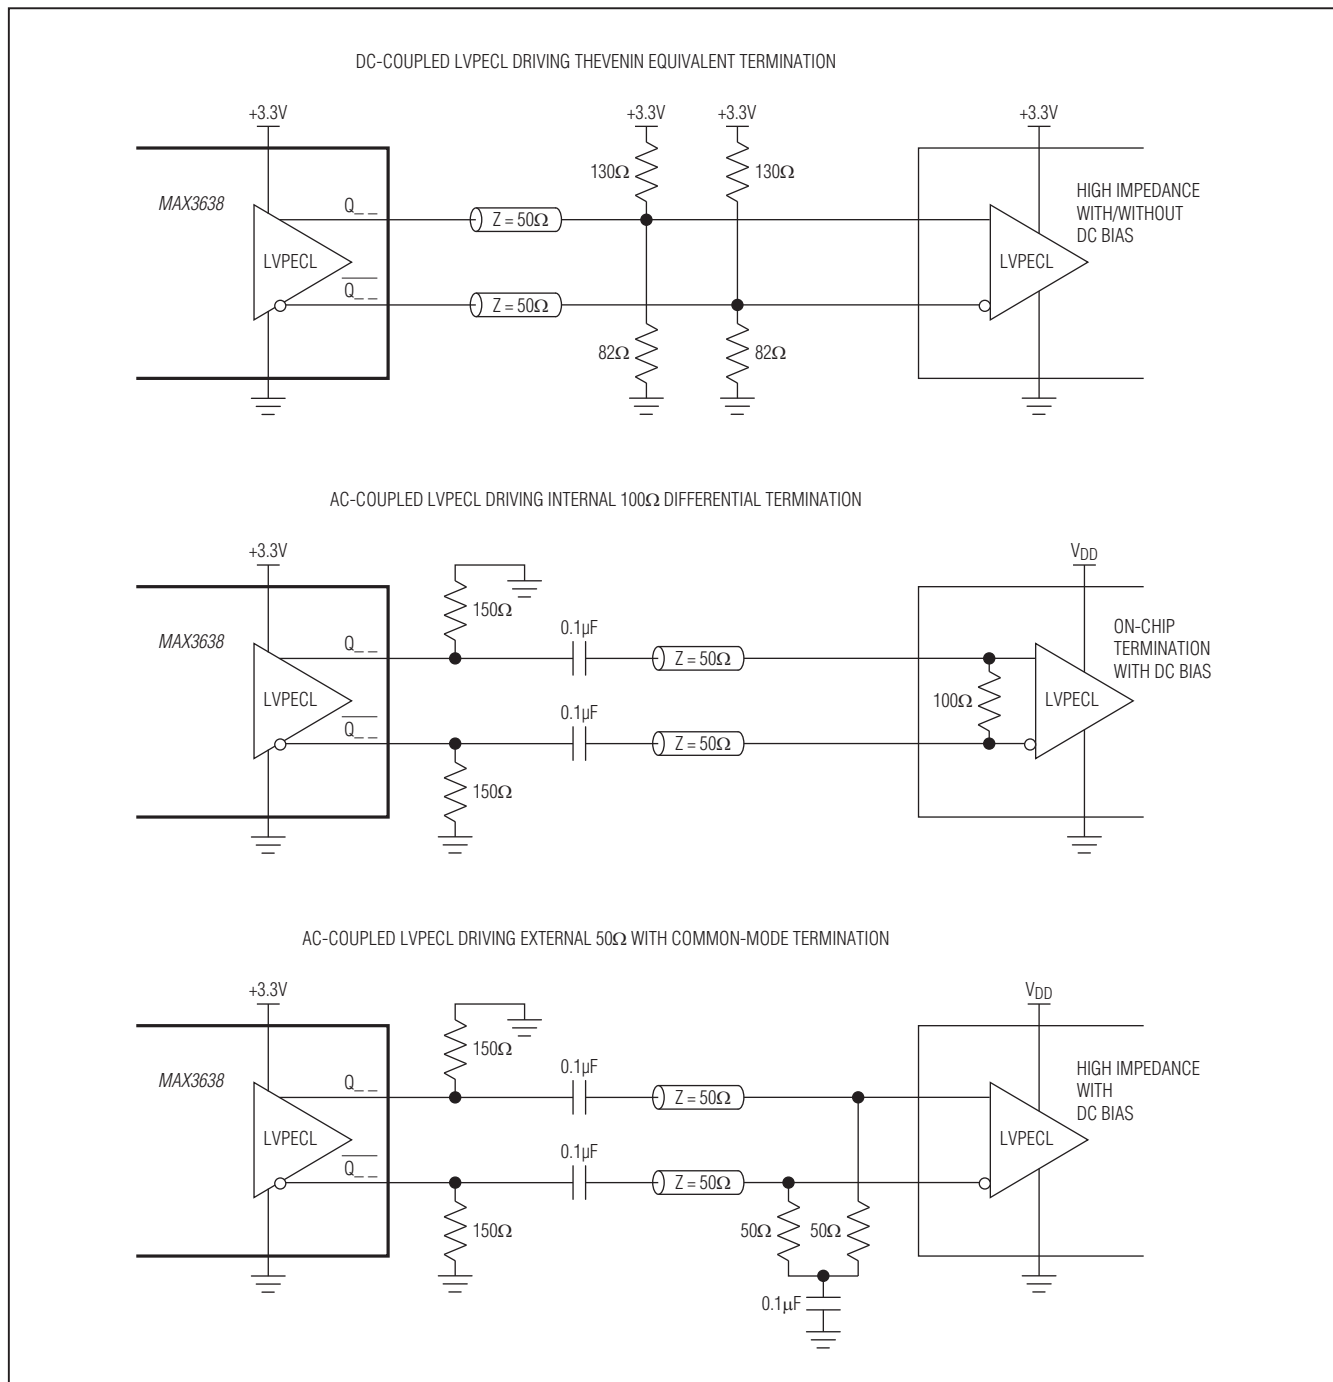 DC-COUPLED LVPECL DRIVING THEVENIN EQUIVALENT TERMINATION
+3.3V
+3.3V
+3.3V
+3.3V
130Ω
130Ω
MAX3638
Q_ _
Z = 50Ω
HIGH IMPEDANCE
WITH/WITHOUT
DC BIAS
LVPECL
LVPECL
Q_ _
Z = 50Ω
82Ω
82Ω
AC-COUPLED LVPECL DRIVING INTERNAL 100Ω DIFFERENTIAL TERMINATION
+3.3V
VDD
150Ω
0.1µF
MAX3638
Q_ _
Z = 50Ω
ON-CHIP
TERMINATION
WITH DC BIAS
LVPECL
100Ω
LVPECL
0.1µF
Q_ _
Z = 50Ω
150Ω
AC-COUPLED LVPECL DRIVING EXTERNAL 50Ω WITH COMMON-MODE TERMINATION
+3.3V
VDD
150Ω
0.1µF
MAX3638
Q_ _
Z = 50Ω
HIGH IMPEDANCE
WITH
DC BIAS
LVPECL
LVPECL
0.1µF
Q_ _
Z = 50Ω
150Ω
50Ω
50Ω
0.1µF